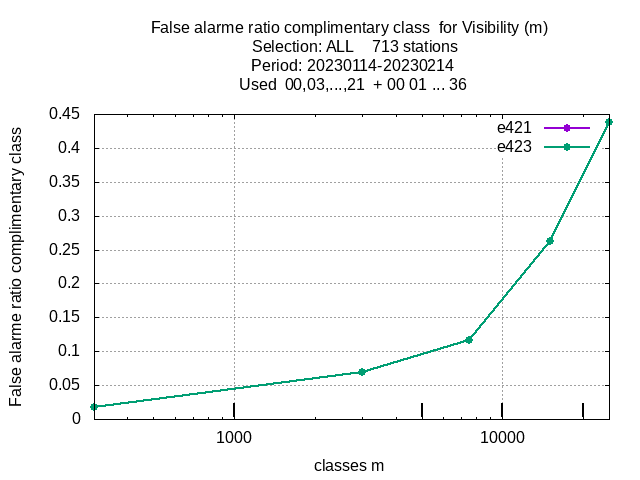 False alarme ratio complimentary class  for Visibility (m)
Selection: ALL    713 stations
Period: 20230114-20230214
Used  00,03,...,21  + 00 01 ... 36
False alarme ratio complimentary class
0.45
0.4
0.35
0.3
0.25
0.2
0.15
0.1
0.05
0
e421
e423
1000
10000
classes m